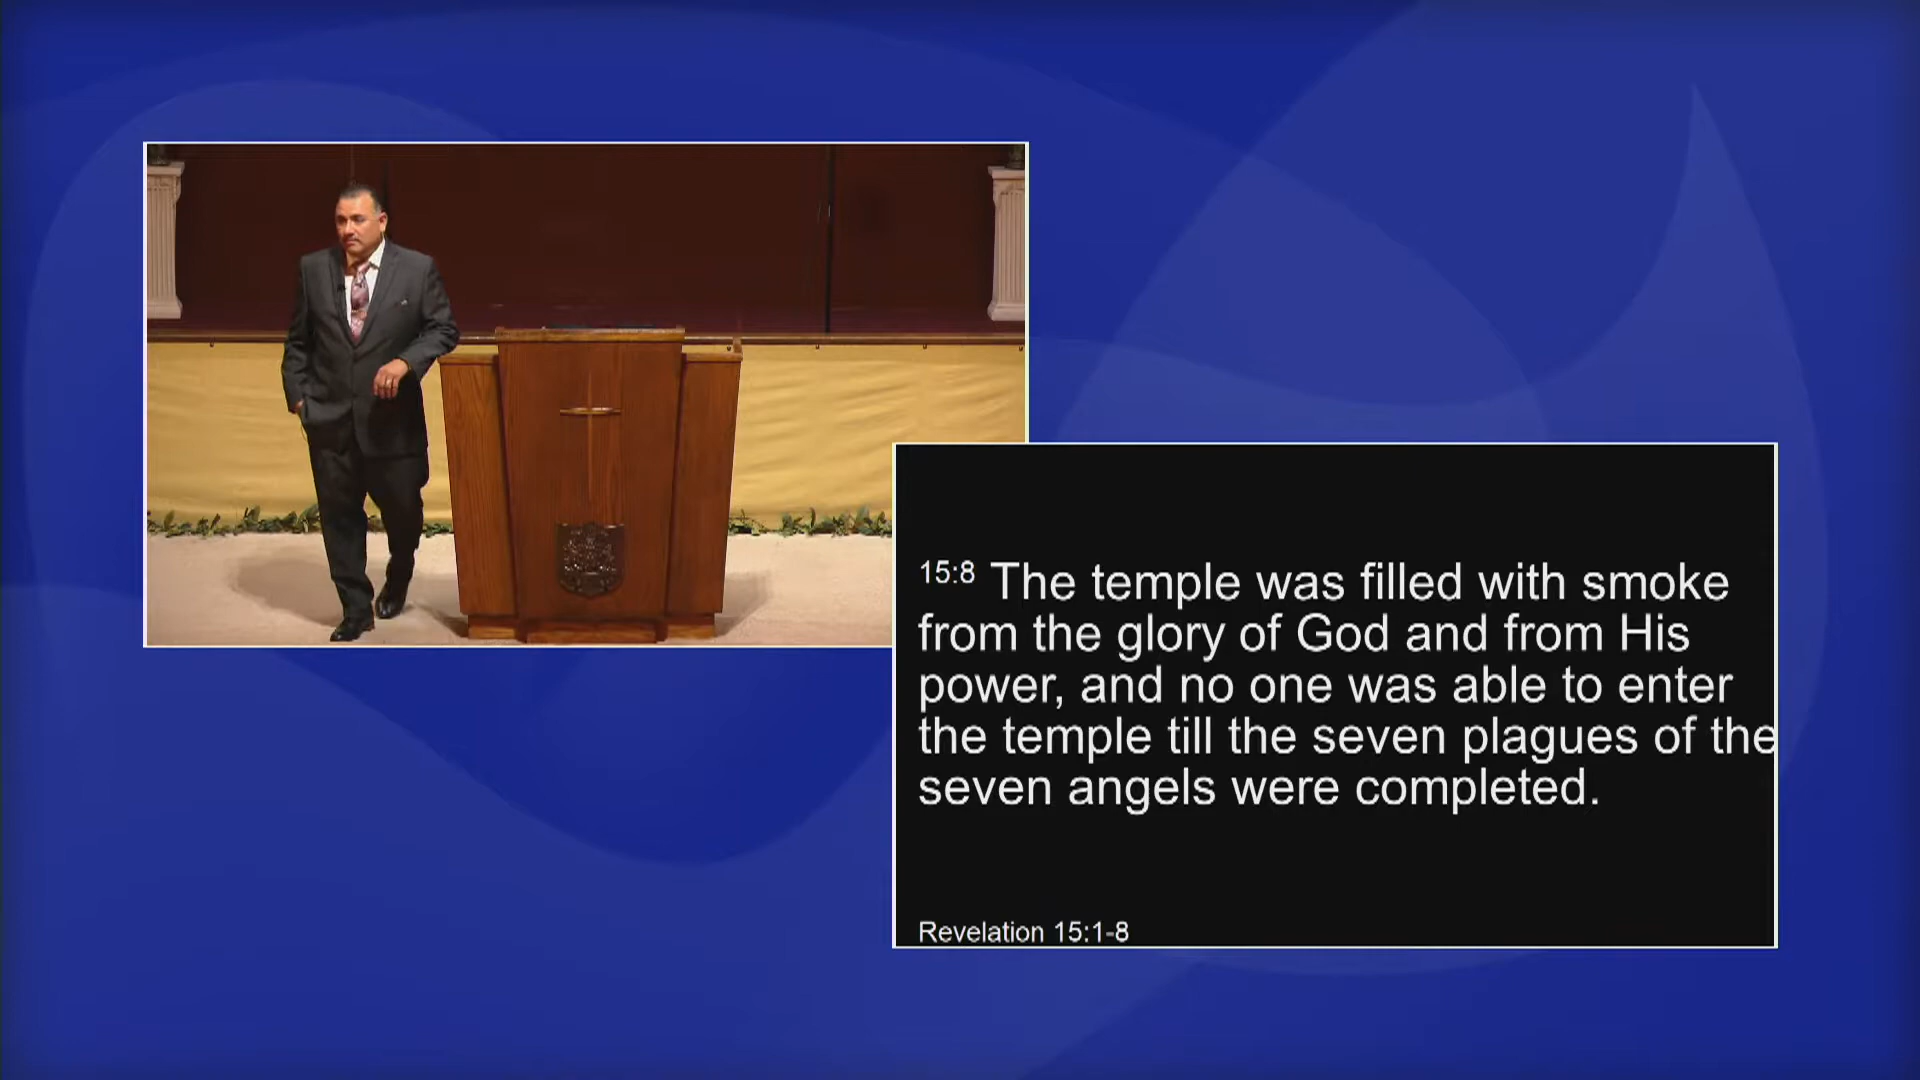 15:8 The temple was filled with smoke
from the glory of God and from His
power, and no one was able to enter
the temple till the seven plagues of the
seven angels were completed.
Revelation 15:1-8